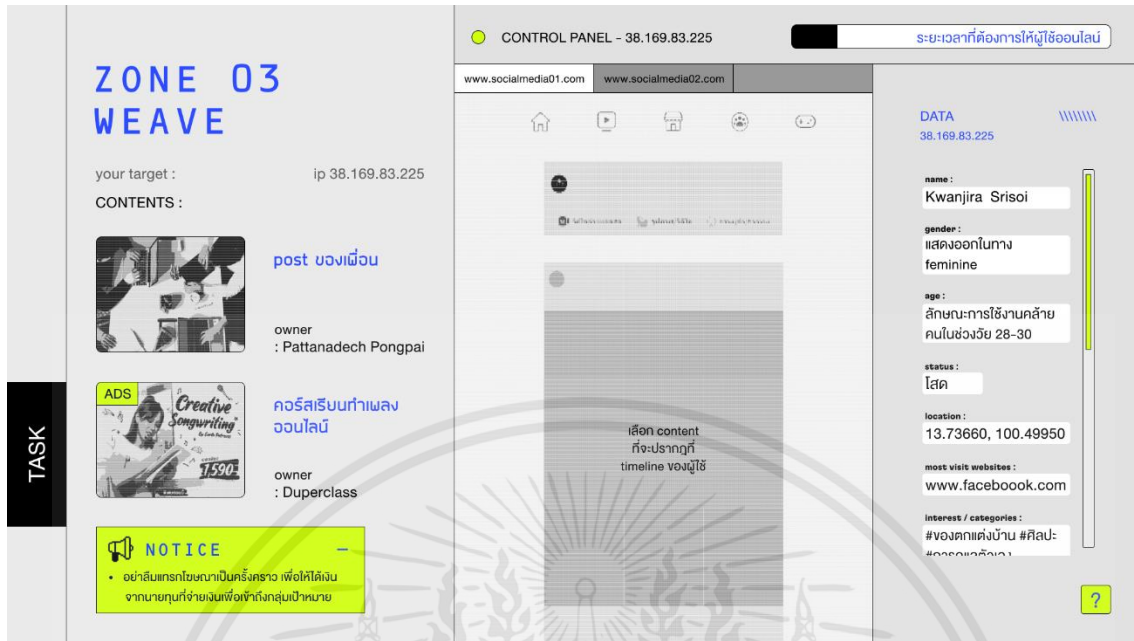 TASK
ZONE 03
WEAVE
your target : ip 38.169.83.225
CONTENTS :
post ของเพื่อน
owner
: Pattanadech Pongpai
ADS
Creative
Songwriting
1590.-
คอร์สเรียนทำเพลง
ออนไลน์
owner
: Duperclass
NOTICE –
• อย่าลืมแทรกโฆษณาเป็นครั้งคราว เพื่อให้ได้เงิน
จากนายทุนที่จ่ายเงินเพื่อเข้าถึงกลุ่มเป้าหมาย
CONTROL PANEL - 38.169.83.225
ระยะเวลาที่ต้องการให้ผู้ใช้ออนไลน์
www.socialmedia01.com www.socialmedia02.com
เลือก content
ที่จะปรากฏที่
timeline ของผู้ใช้
DATA \\\\\\\\
38.169.83.225
name :
Kwanjira Srisoi
gender :
แสดงออกในทาง
feminine
age :
ลักษณะการใช้งานคล้าย
คนในช่วงวัย 28-30
status :
โสด
location :
13.73660, 100.49950
most visit websites :
www.faceboook.com
interest / categories :
#ของตกแต่งบ้าน #ศิลปะ
#การดูแลตัวเอง
?